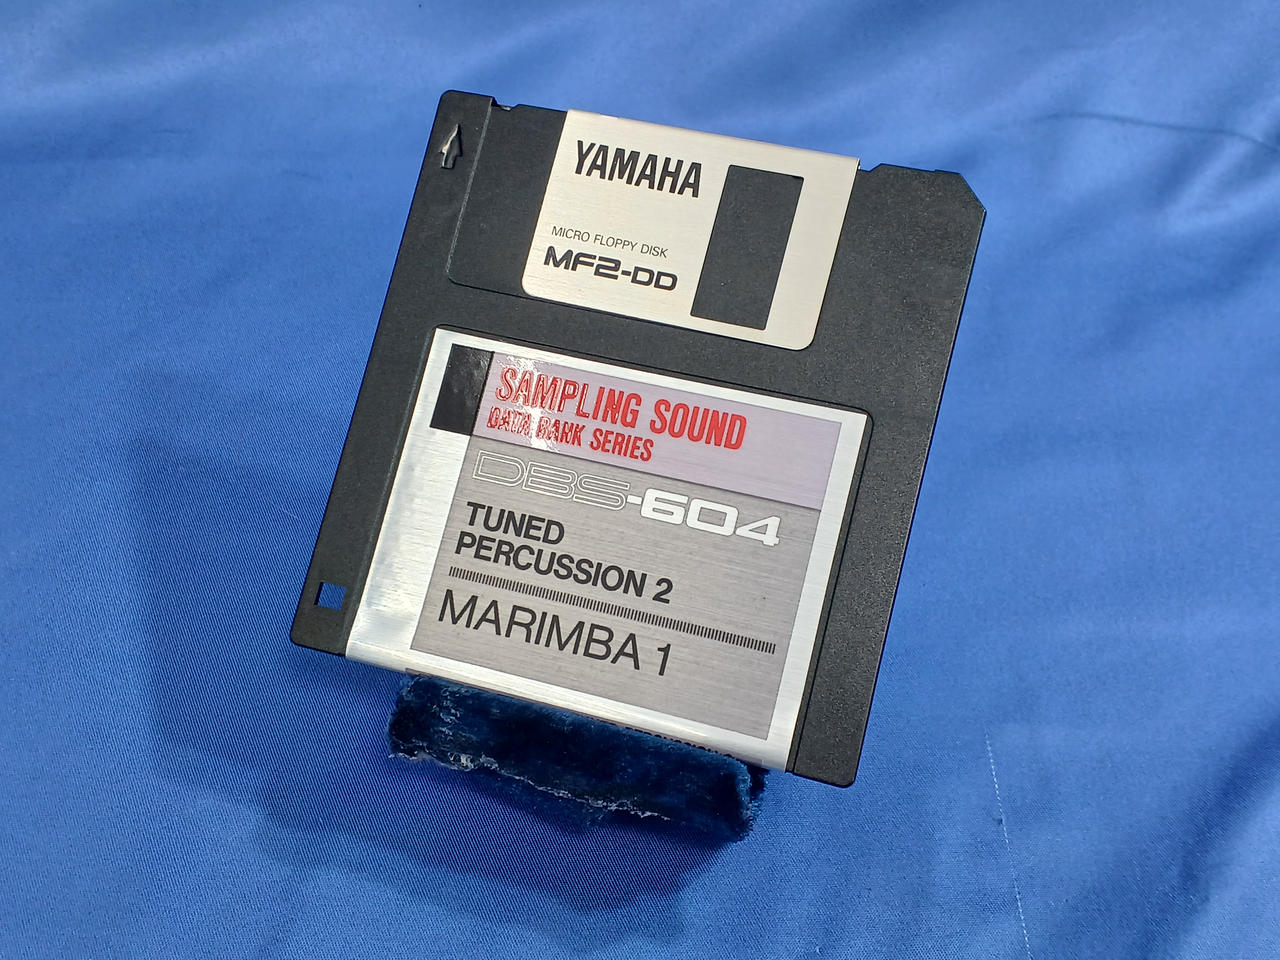 YAMAHA
MICRO FLOPPY DISK
MF2-DD
SAMPLING SOUND
DATA BANK SERIES
DBS-604
TUNED
PERCUSSION 2
MARIMBA 1